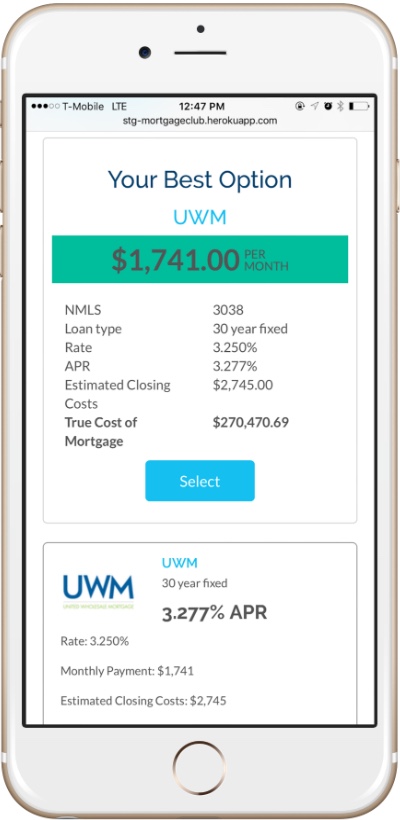 T-Mobile LTE 12:47 PM
stg-mortgageclub.herokuapp.com
Your Best Option
UWM
$1,741.00 PER MONTH
NMLS 3038
Loan type 30 year fixed
Rate 3.250%
APR 3.277%
Estimated Closing Costs $2,745.00
True Cost of Mortgage $270,470.69
Select
UWM
UNITED WHOLESALE MORTGAGE
UWM
30 year fixed
3.277% APR
Rate: 3.250%
Monthly Payment: $1,741
Estimated Closing Costs: $2,745